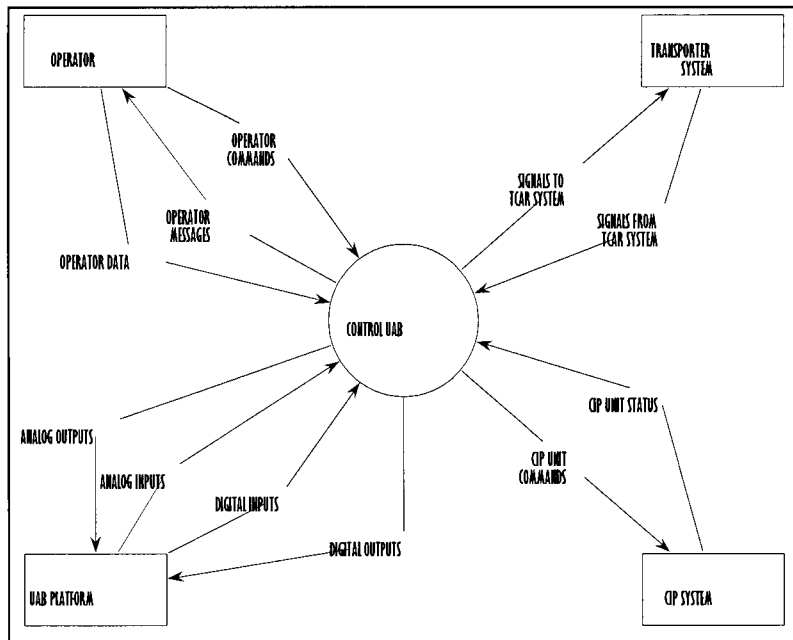 OPERATOR
TRANSPORTER
SYSTEM
OPERATOR
COMMANDS
SIGNALS TO
TCAR SYSTEM
OPERATOR
MESSAGES
SIGNALS FROM
TCAR SYSTEM
OPERATOR DATA
CONTROL UAB
CIP UNIT STATUS
ANALOG OUTPUTS
CIP UNIT
COMMANDS
ANALOG INPUTS
DIGITAL INPUTS
DIGITAL OUTPUTS
UAB PLATFORM
CIP SYSTEM